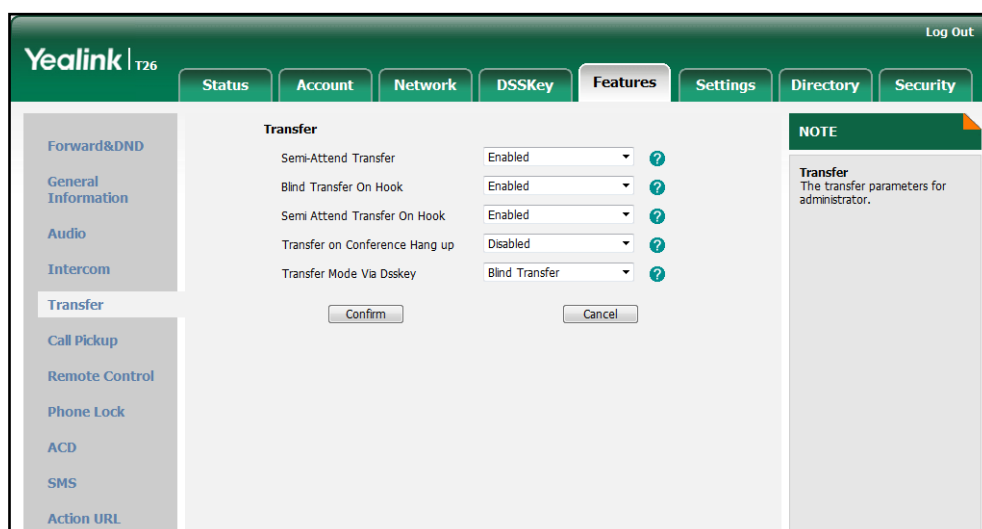 Log Out
Yealink T26
Status Account Network DSSKey Features Settings Directory Security
Forward&DND
General
Information
Audio
Intercom
Transfer
Call Pickup
Remote Control
Phone Lock
ACD
SMS
Action URL
Transfer
Semi-Attend Transfer Enabled ?
Blind Transfer On Hook Enabled ?
Semi Attend Transfer On Hook Enabled ?
Transfer on Conference Hang up Disabled ?
Transfer Mode Via Dsskey Blind Transfer ?
Confirm Cancel
NOTE
Transfer
The transfer parameters for
administrator.